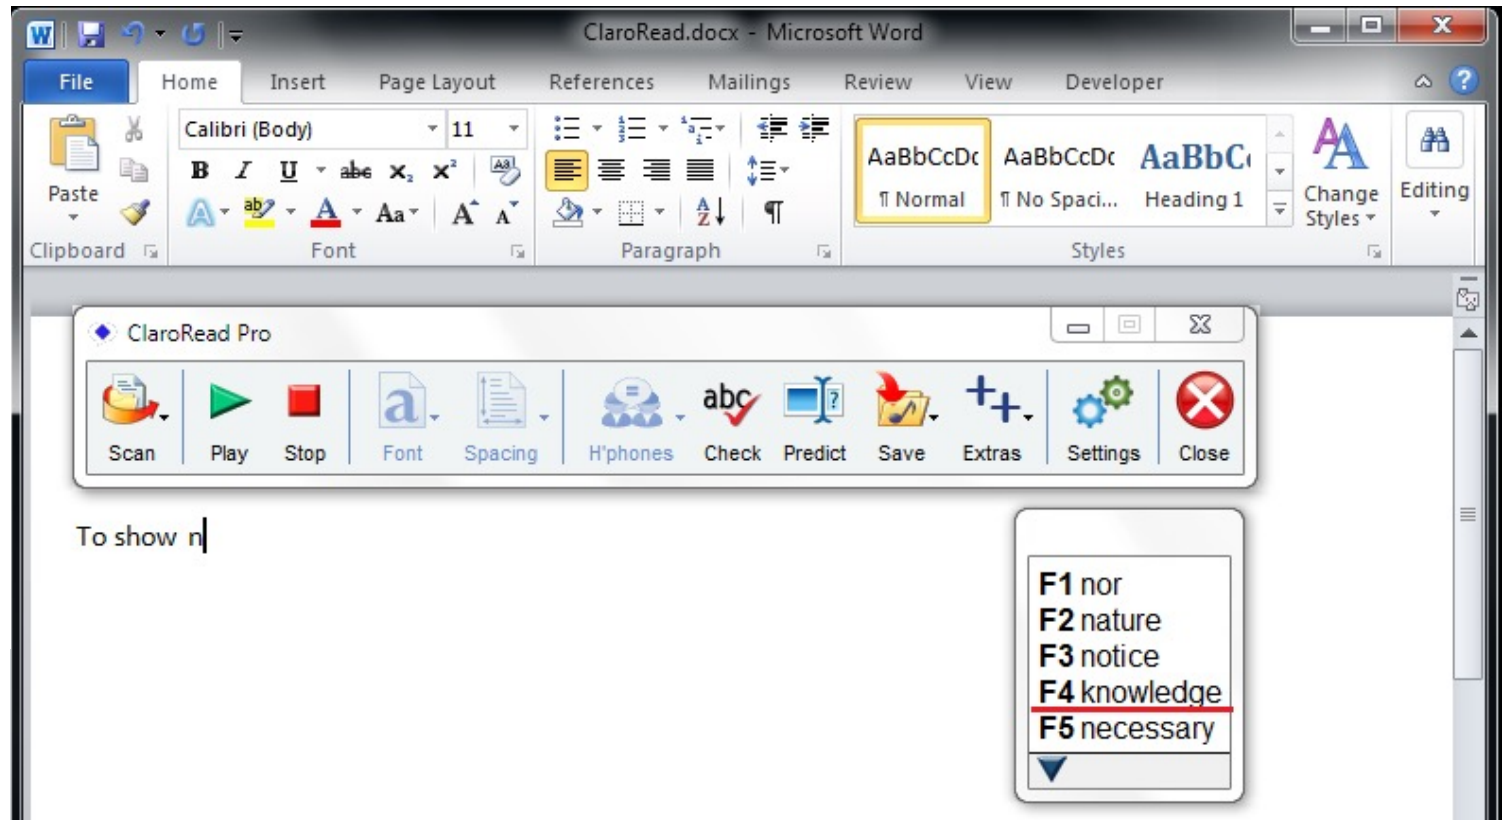 ClaroRead.docx - Microsoft Word
File Home Insert Page Layout References Mailings Review View Developer
Calibri (Body) 11
Paste
AaBbCcDc AaBbCcDc AaBbC
¶ Normal ¶ No Spaci... Heading 1
Change Styles
Editing
Clipboard Font Paragraph Styles
ClaroRead Pro
Scan Play Stop Font Spacing H'phones Check Predict Save Extras Settings Close
To show n
F1 nor
F2 nature
F3 notice
F4 knowledge
F5 necessary